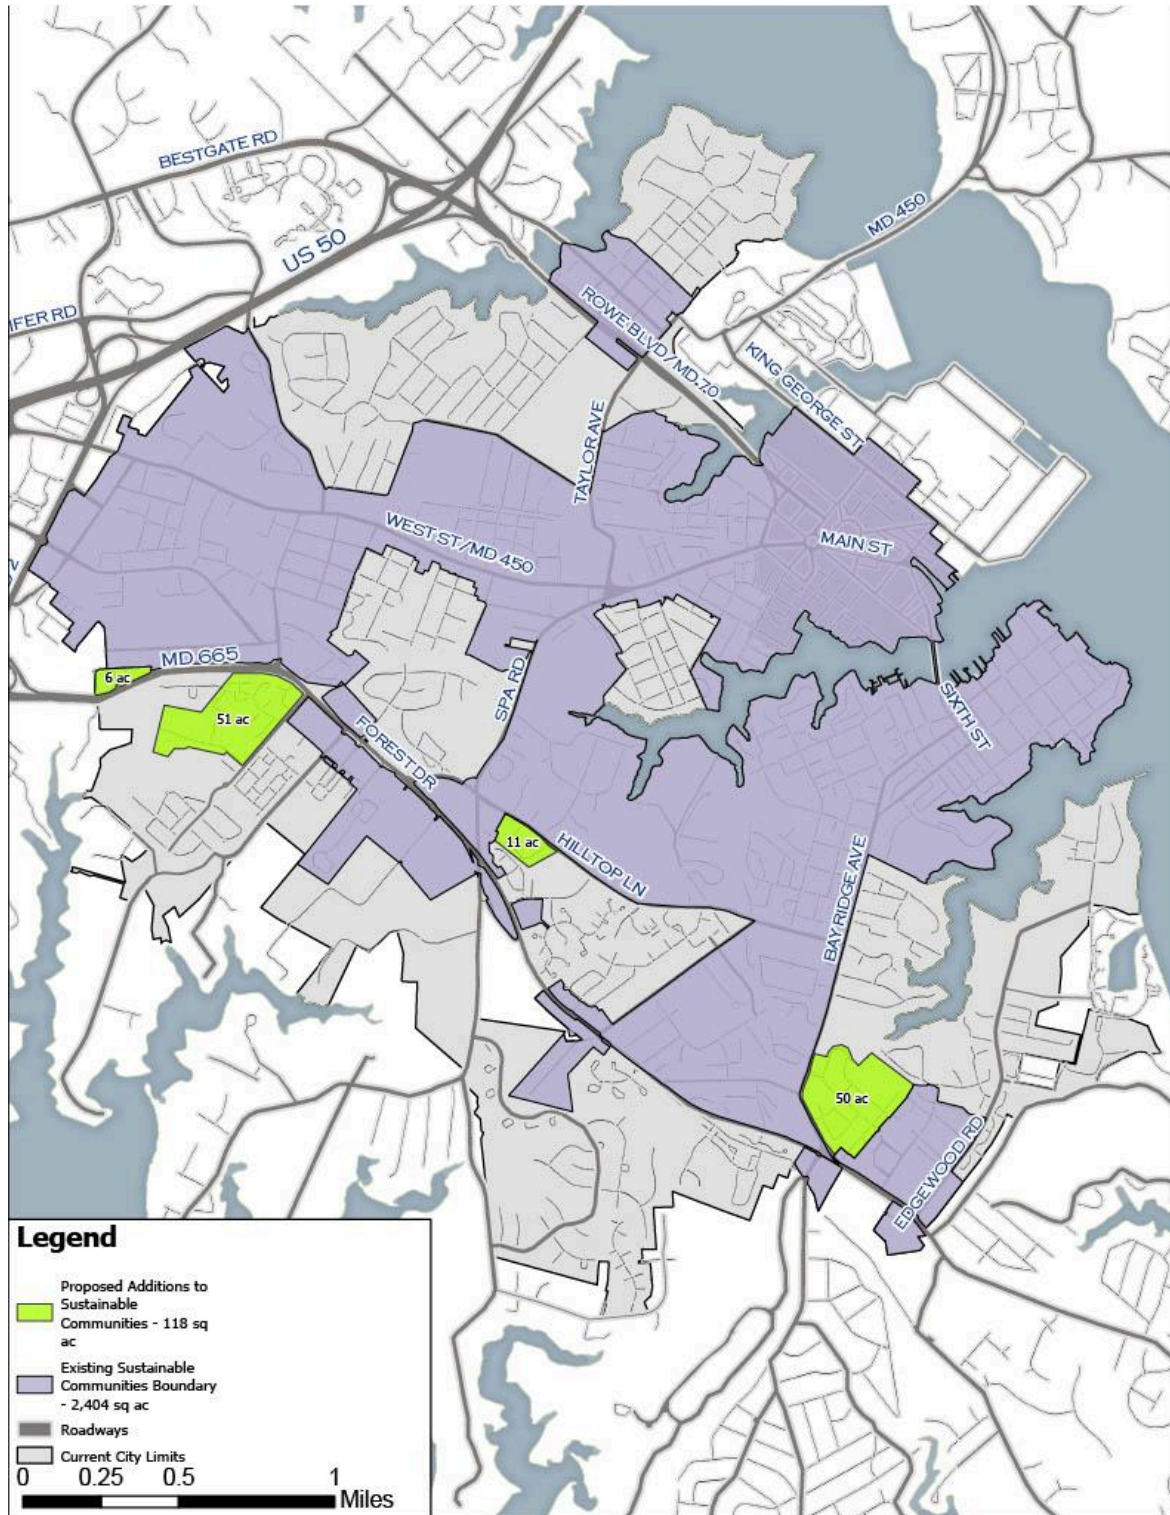 BESTGATE RD
US 50
MD 450
IFER RD
ROWE BLVD/MD 70
KING GEORGE ST
TAYLOR AVE
WEST ST/MD 450
MAIN ST
MD 665
6 ac
51 ac
SPA RD
SIXTH ST
FOREST DR
11 ac
HILLTOP LN
BAY RIDGE AVE
50 ac
EDGEWOOD RD
Legend
Proposed Additions to
Sustainable
Communities - 118 sq
ac
Existing Sustainable
Communities Boundary
- 2,404 sq ac
Roadways
Current City Limits
0 0.25 0.5 1
Miles